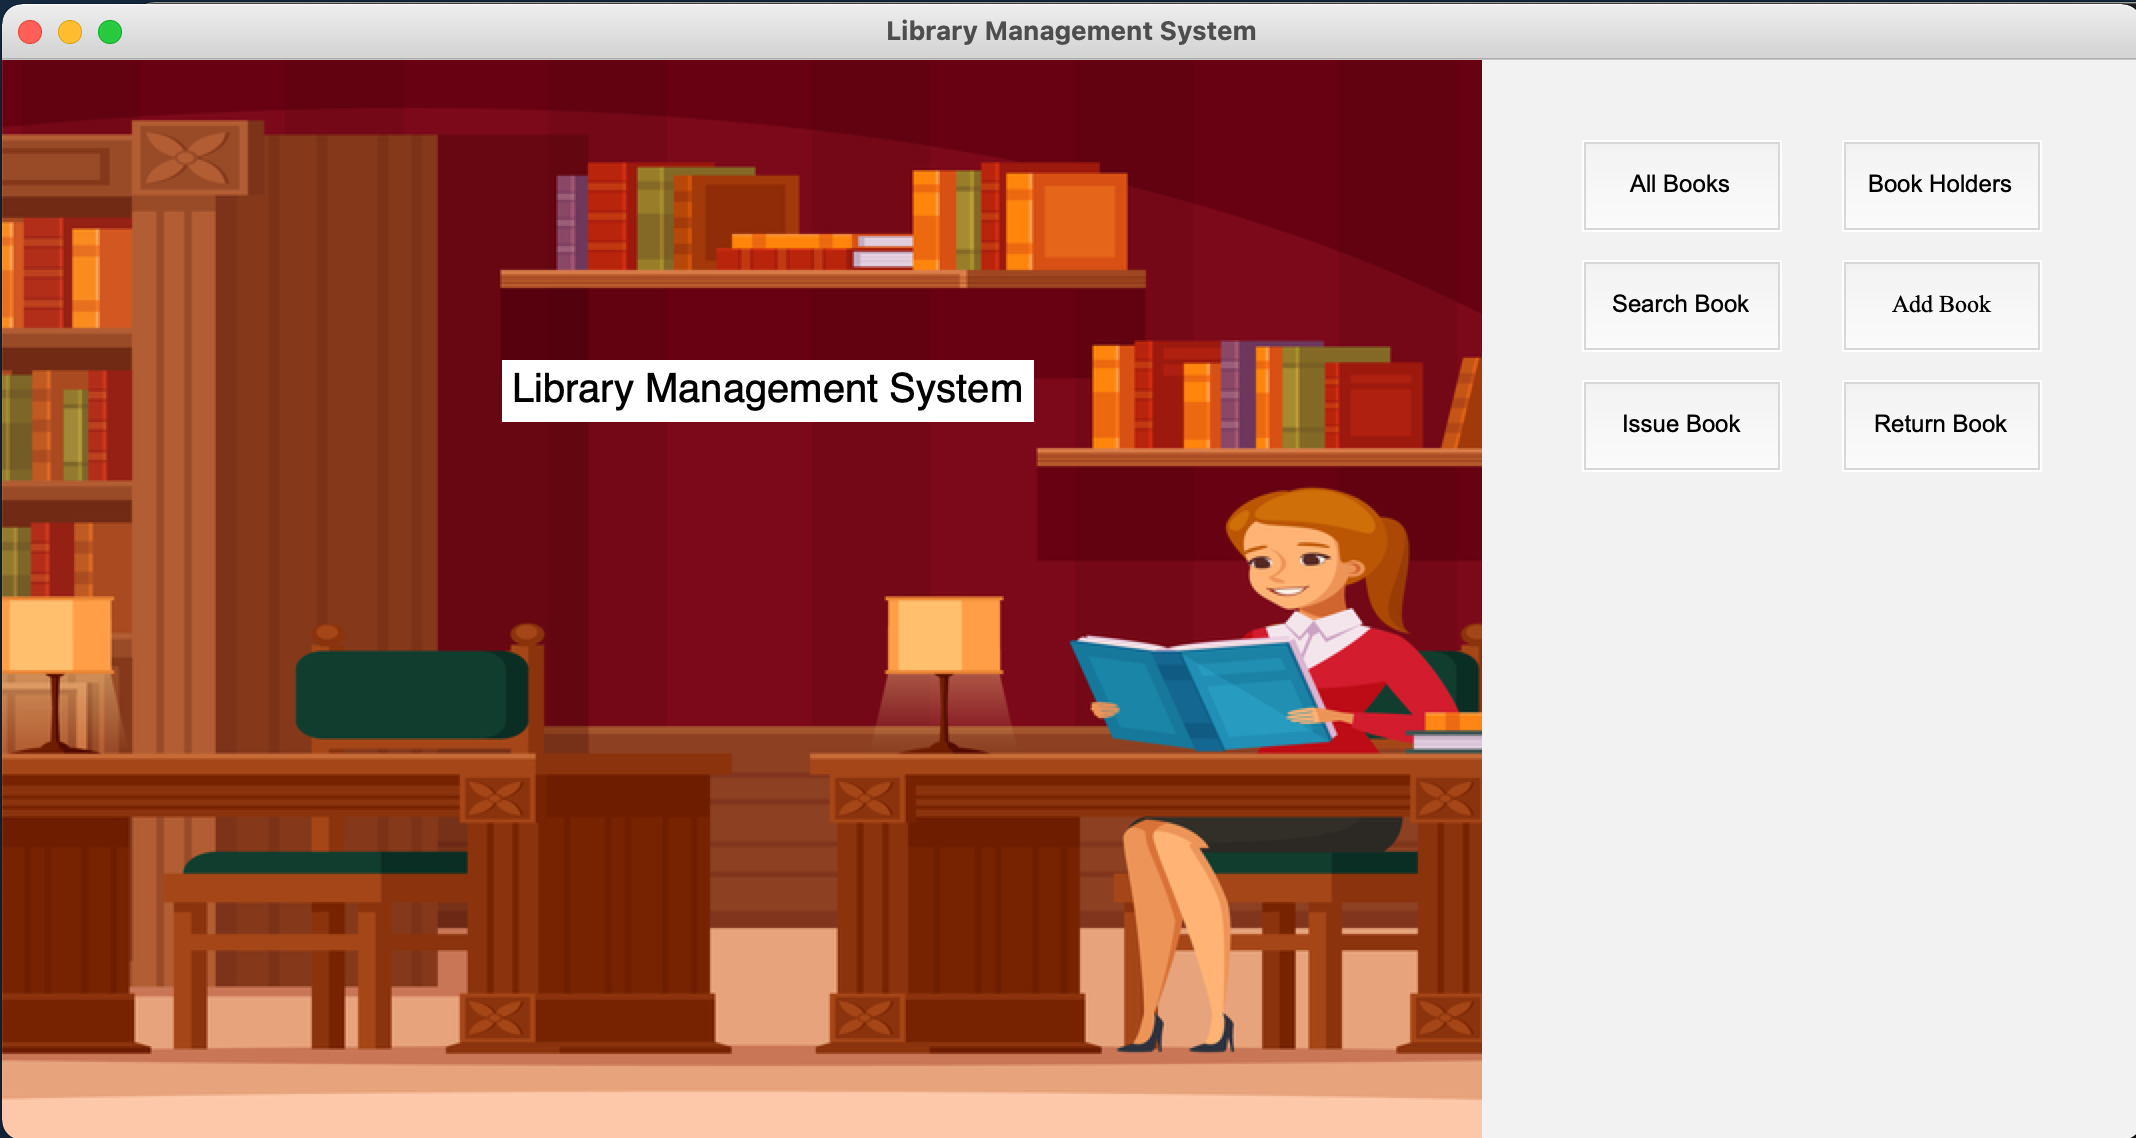 Library Management System
All Books
Book Holders
Library Management System
Search Book
Add Book
Issue Book
Return Book